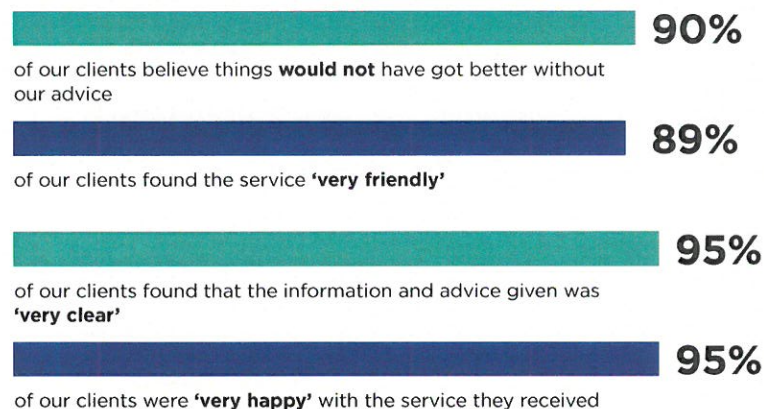 90%
of our clients believe things would not have got better without
our advice
89%
of our clients found the service ‘very friendly’
95%
of our clients found that the information and advice given was
‘very clear’
95%
of our clients were ‘very happy’ with the service they received